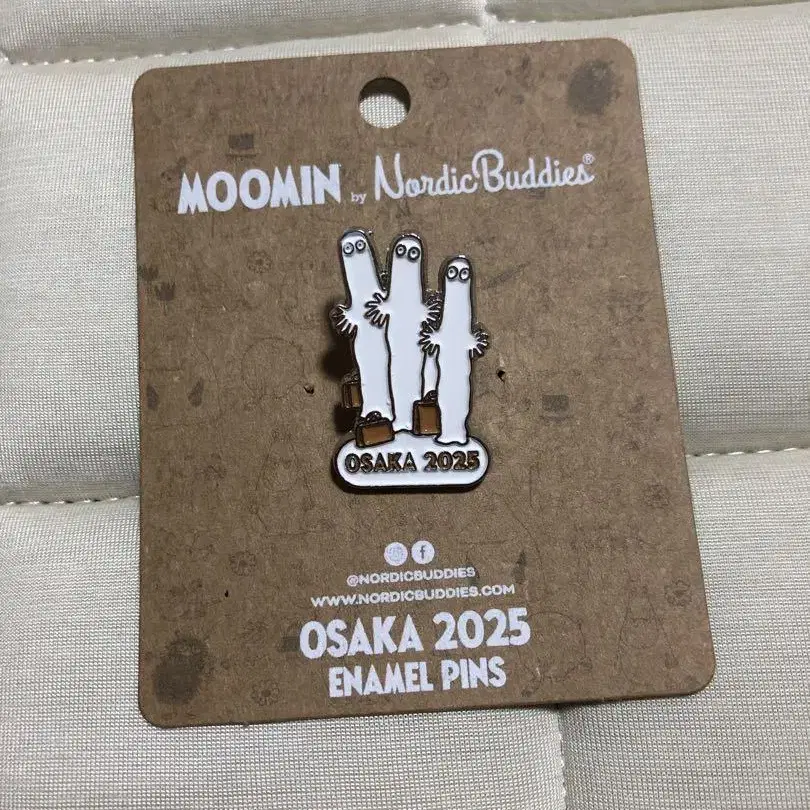 MOOMIN by Nordic Buddies®
OSAKA 2025
@NORDICBUDDIES
WWW.NORDICBUDDIES.COM
OSAKA 2025
ENAMEL PINS